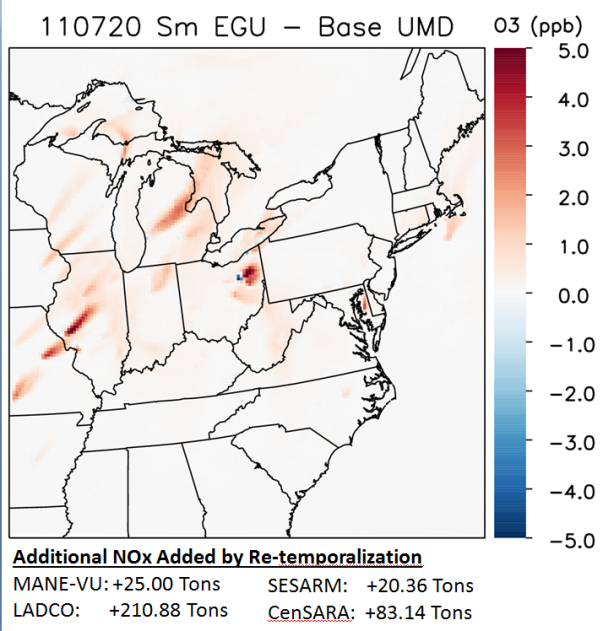 110720 Sm EGU – Base UMD O3 (ppb)
5.0
4.0
3.0
2.0
1.0
0.0
-1.0
-2.0
-3.0
-4.0
-5.0
Additional NOx Added by Re-temporalization
MANE-VU: +25.00 Tons SESARM: +20.36 Tons
LADCO: +210.88 Tons CenSARA: +83.14 Tons